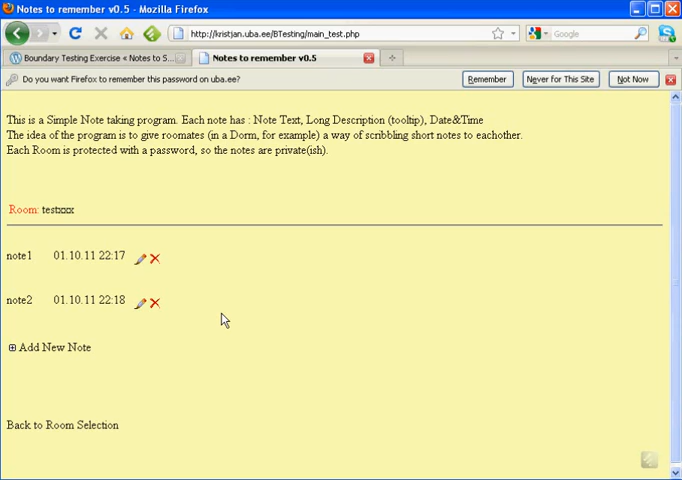 Notes to remember v0.5 - Mozilla Firefox
http://kristjan.uba.ee/BTesting/main_test.php
Google
Boundary Testing Exercise « Notes to S...
Notes to remember v0.5
Do you want Firefox to remember this password on uba.ee?
Remember
Never for This Site
Not Now
This is a Simple Note taking program. Each note has : Note Text, Long Description (tooltip), Date&Time
The idea of the program is to give roomates (in a Dorm, for example) a way of scribbling short notes to eachother.
Each Room is protected with a password, so the notes are private(ish).
Room: testxxx
note1 01.10.11 22:17
note2 01.10.11 22:18
Add New Note
Back to Room Selection